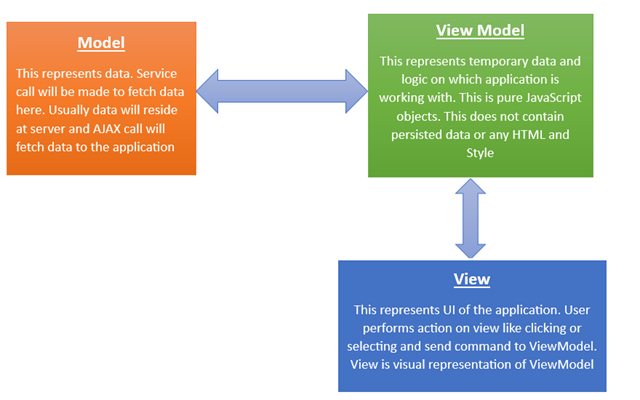 Model
This represents data. Service
call will be made to fetch data
here. Usually data will reside
at server and AJAX call will
fetch data to the application
View Model
This represents temporary data and
logic on which application is
working with. This is pure JavaScript
objects. This does not contain
persisted data or any HTML and
Style
View
This represents UI of the application. User
performs action on view like clicking or
selecting and send command to ViewModel.
View is visual representation of ViewModel